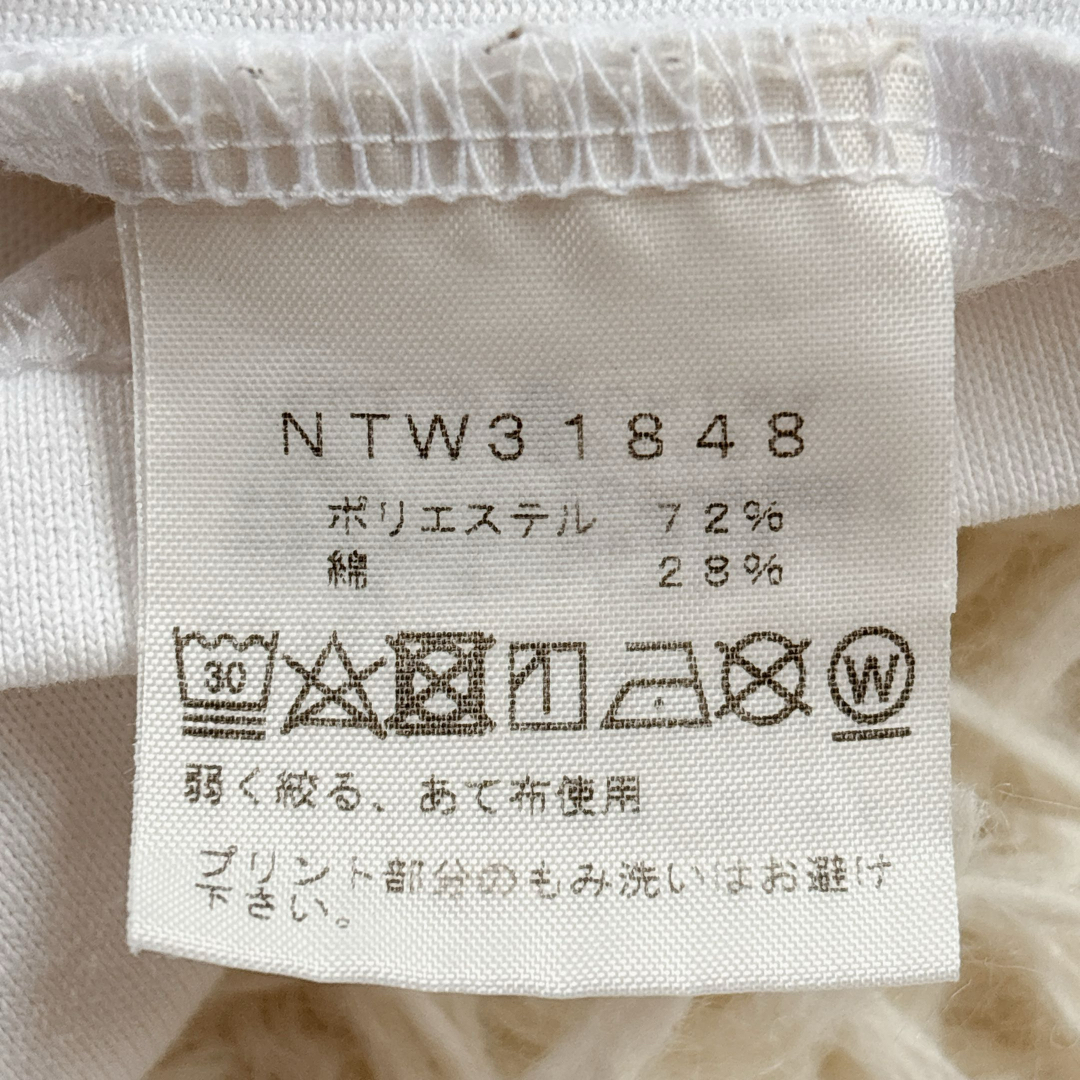 NTW31848
ポリエステル 72%
綿 28%
30 W
弱く絞る、あて布使用
プリント部分のもみ洗いはお避け
下さい。